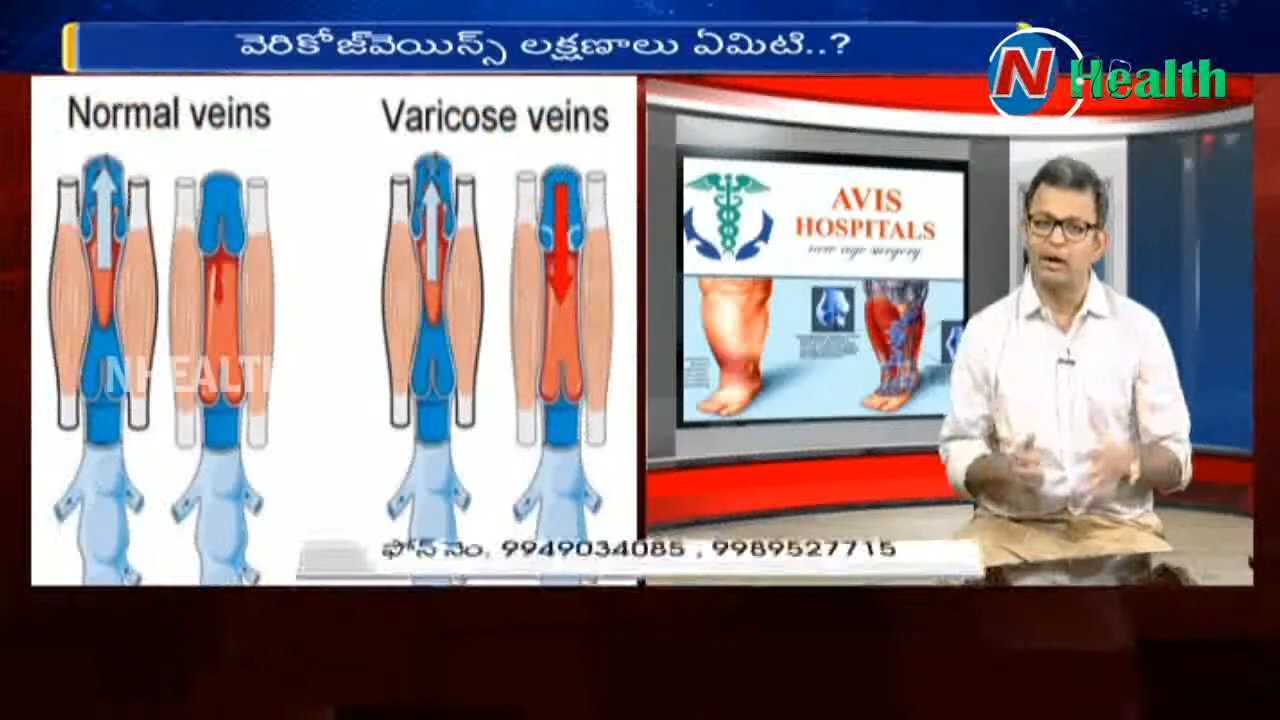 వెరికోజ్‌వెయిన్స్ లక్షణాలు ఏమిటి..?
N Health
Normal veins
Varicose veins
AVIS
HOSPITALS
new age surgery
NHEALTH
ఫోన్ నెం. 9949034085 , 9989527715